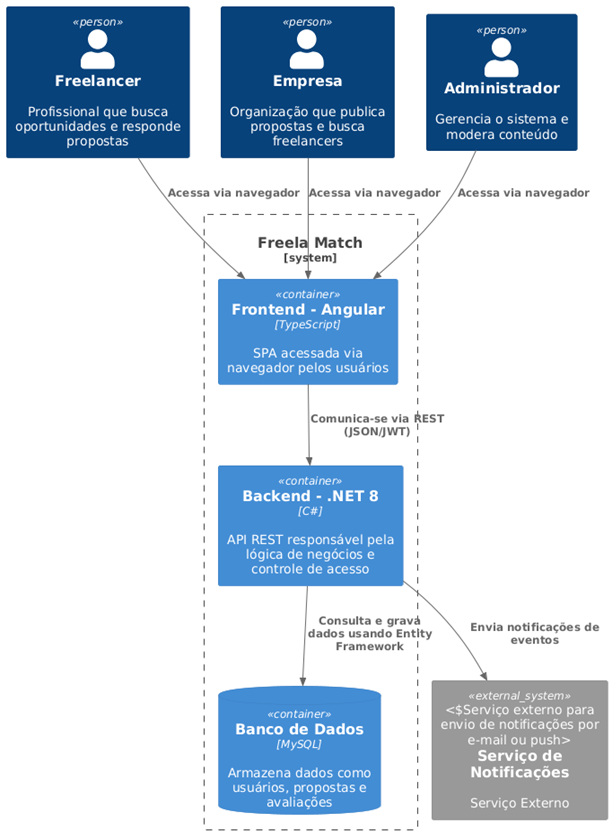 «person»
Freelancer
Profissional que busca
oportunidades e responde
propostas
«person»
Empresa
Organização que publica
propostas e busca
freelancers
«person»
Administrador
Gerencia o sistema e
modera conteúdo
Acessa via navegador
Acessa via navegador
Acessa via navegador
Freela Match
[system]
«container»
Frontend - Angular
[TypeScript]
SPA acessada via
navegador pelos usuários
Comunica-se via REST
(JSON/JWT)
«container»
Backend - .NET 8
[C#]
API REST responsável pela
lógica de negócios e
controle de acesso
Consulta e grava
dados usando Entity
Framework
Envia notificações de
eventos
«container»
Banco de Dados
[MySQL]
Armazena dados como
usuários, propostas e
avaliações
«external_system»
<$Serviço externo para
envio de notificações por
e-mail ou push>
Serviço de
Notificações
Serviço Externo